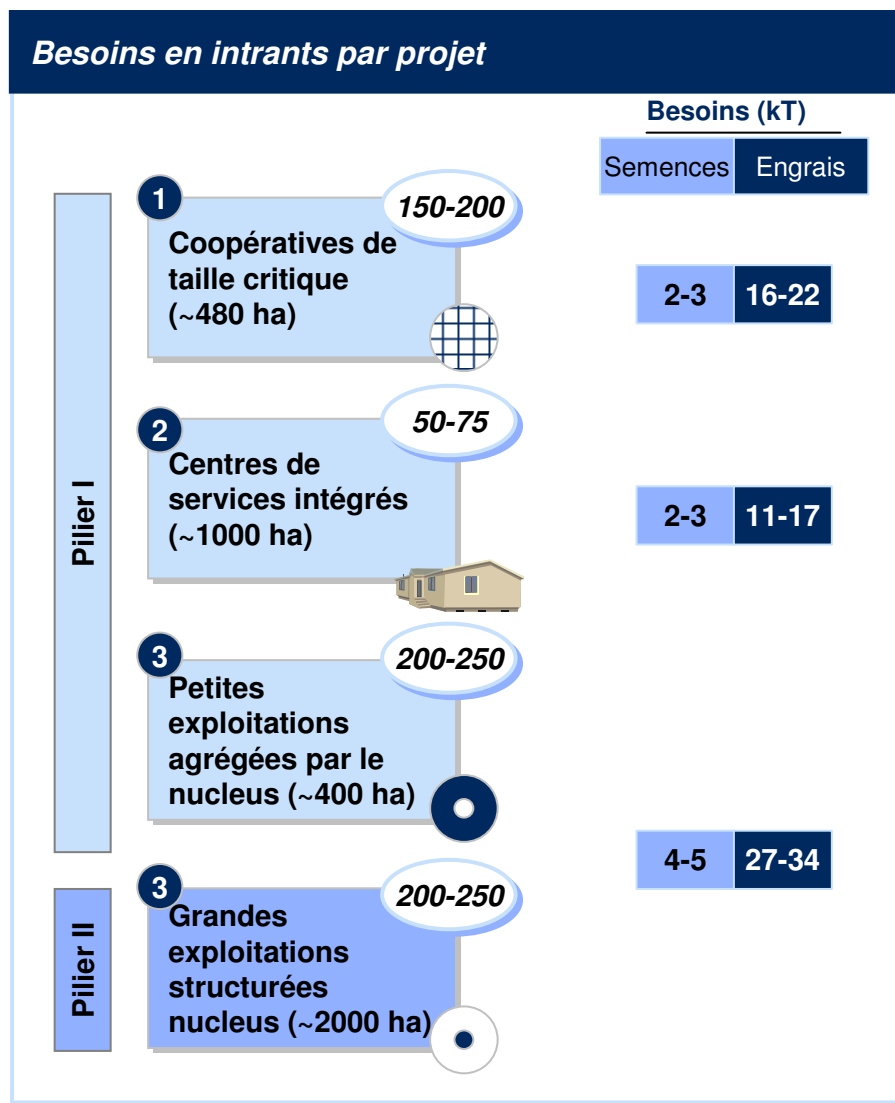 Besoins en intrants par projet
Besoins (kT)
Semences Engrais
Pilier I
1
150-200
Coopératives de
taille critique
(~480 ha)
2-3 16-22
2
50-75
Centres de
services intégrés
(~1000 ha)
2-3 11-17
3
200-250
Petites
exploitations
agrégées par le
nucleus (~400 ha)
4-5 27-34
Pilier II
3
200-250
Grandes
exploitations
structurées
nucleus (~2000 ha)